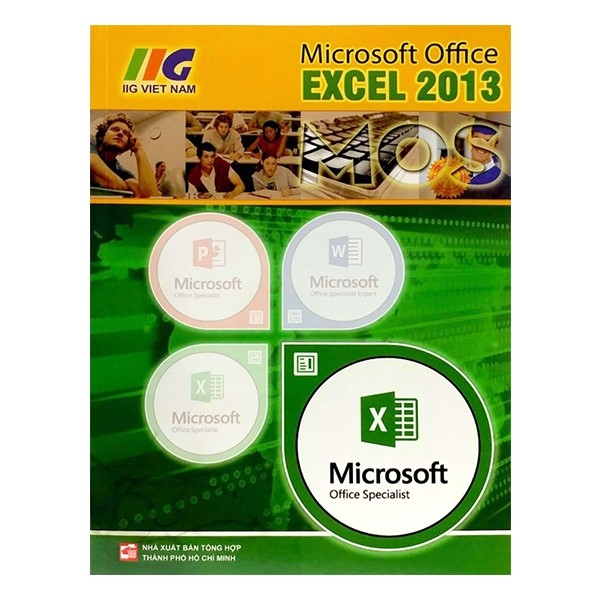 IIG
IIG VIET NAM
Microsoft Office
EXCEL 2013
MOS
P
Microsoft
Office Specialist
W
Microsoft
Office Specialist Expert
X
Microsoft
Office Specialist
X
Microsoft
Office Specialist
NHÀ XUẤT BẢN TỔNG HỢP
THÀNH PHỐ HỒ CHÍ MINH